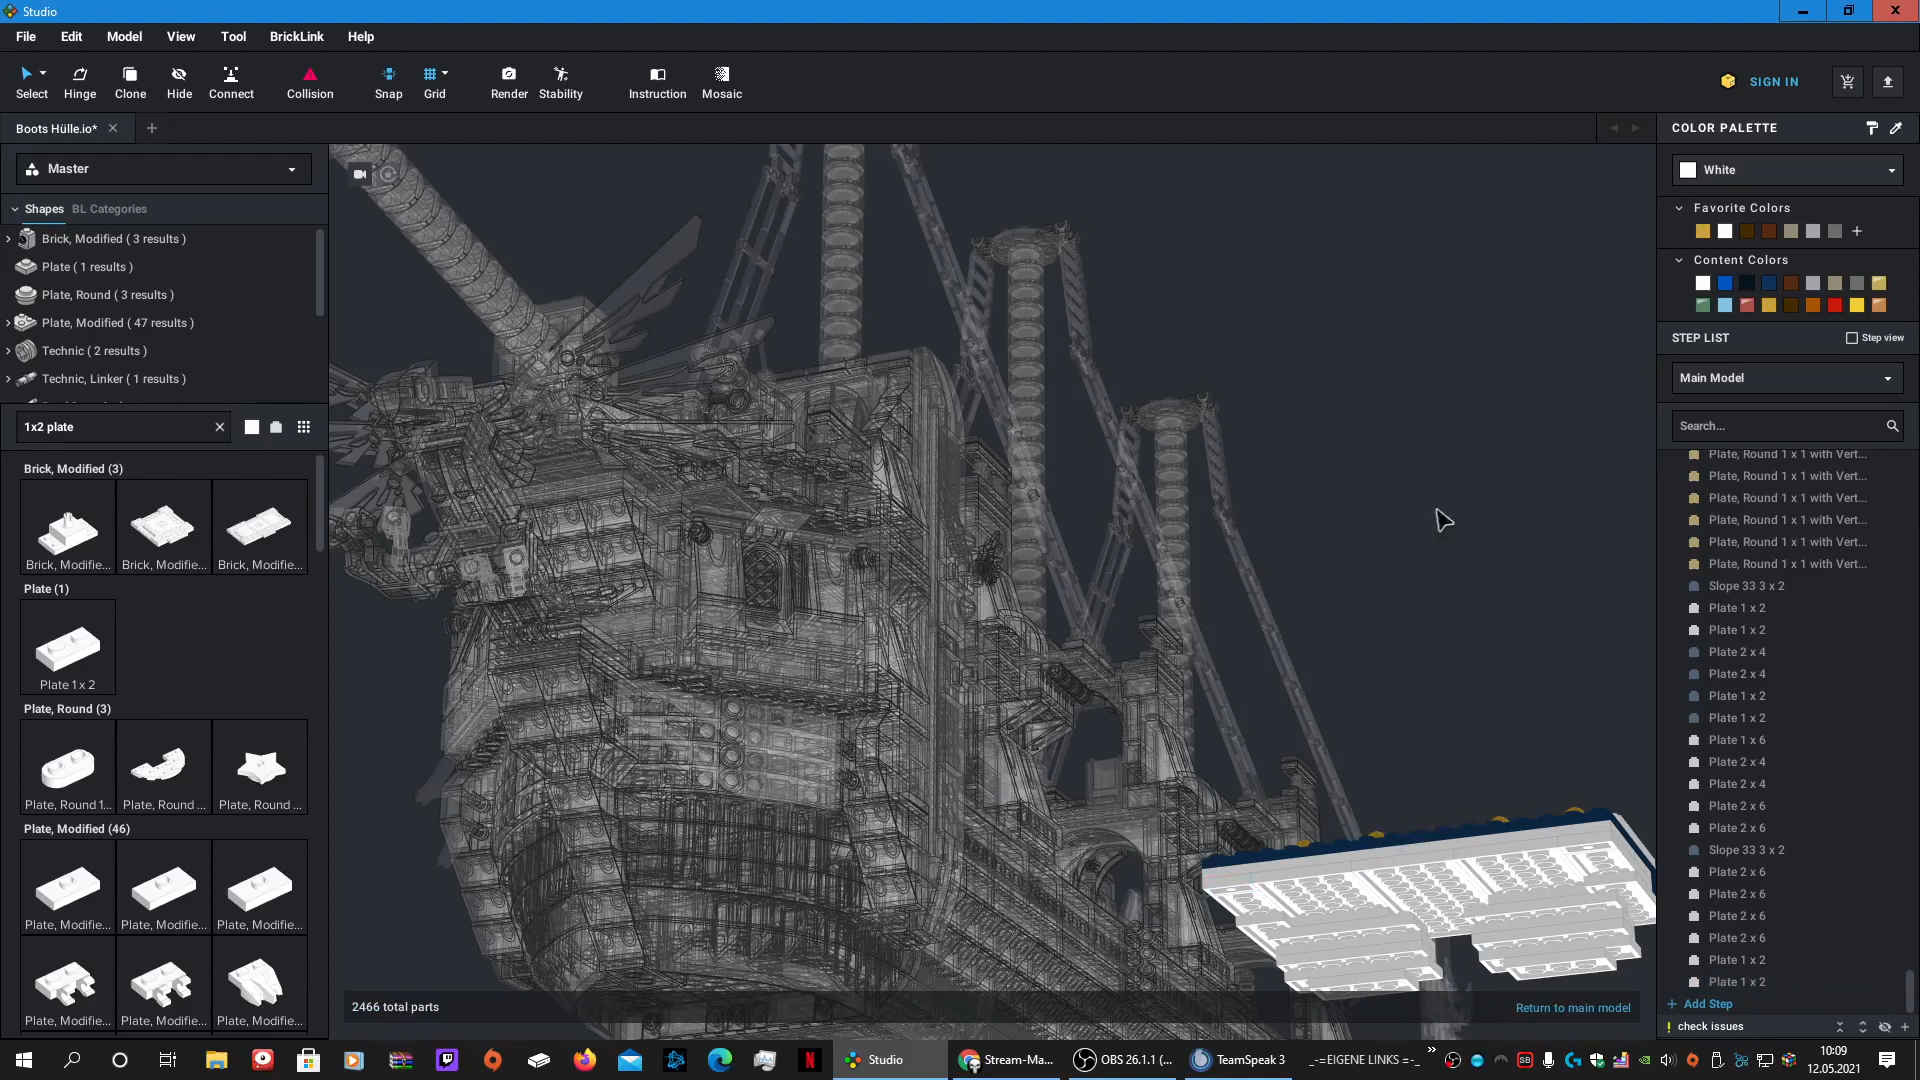 Studio
File Edit Model View Tool BrickLink Help
Select Hinge Clone Hide Connect Collision Snap Grid Render Stability Instruction Mosaic
SIGN IN
Boots Hülle.io*
Master
Shapes BL Categories
Brick, Modified ( 3 results )
Plate ( 1 results )
Plate, Round ( 3 results )
Plate, Modified ( 47 results )
Technic ( 2 results )
Technic, Linker ( 1 results )
1x2 plate
Brick, Modified (3)
Brick, Modifie... Brick, Modifie... Brick, Modifie...
Plate (1)
Plate 1 x 2
Plate, Round (3)
Plate, Round 1... Plate, Round ... Plate, Round ...
Plate, Modified (46)
Plate, Modifie... Plate, Modifie... Plate, Modifie...
Plate, Modifie... Plate, Modifie... Plate, Modifie...
2466 total parts
Return to main model
COLOR PALETTE
White
Favorite Colors
Content Colors
STEP LIST
Step view
Main Model
Search...
Plate, Round 1 x 1 with Vert...
Plate, Round 1 x 1 with Vert...
Plate, Round 1 x 1 with Vert...
Plate, Round 1 x 1 with Vert...
Plate, Round 1 x 1 with Vert...
Plate, Round 1 x 1 with Vert...
Slope 33 3 x 2
Plate 1 x 2
Plate 1 x 2
Plate 2 x 4
Plate 2 x 4
Plate 1 x 2
Plate 1 x 2
Plate 1 x 6
Plate 2 x 4
Plate 2 x 4
Plate 2 x 6
Plate 2 x 6
Slope 33 3 x 2
Plate 2 x 6
Plate 2 x 6
Plate 2 x 6
Plate 2 x 6
Plate 1 x 2
Plate 1 x 2
+ Add Step
! check issues
Studio
Stream-Ma...
OBS 26.1.1 (...
TeamSpeak 3
_-=EIGENE LINKS =-_
10:09
12.05.2021